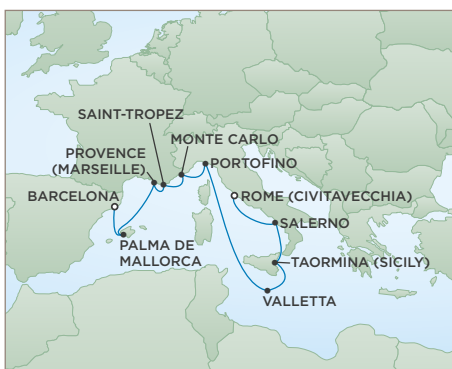 SAINT-TROPEZ
MONTE CARLO
PROVENCE
(MARSEILLE)
PORTOFINO
BARCELONA
ROME (CIVITAVECCHIA)
SALERNO
PALMA DE
MALLORCA
TAORMINA (SICILY)
VALLETTA